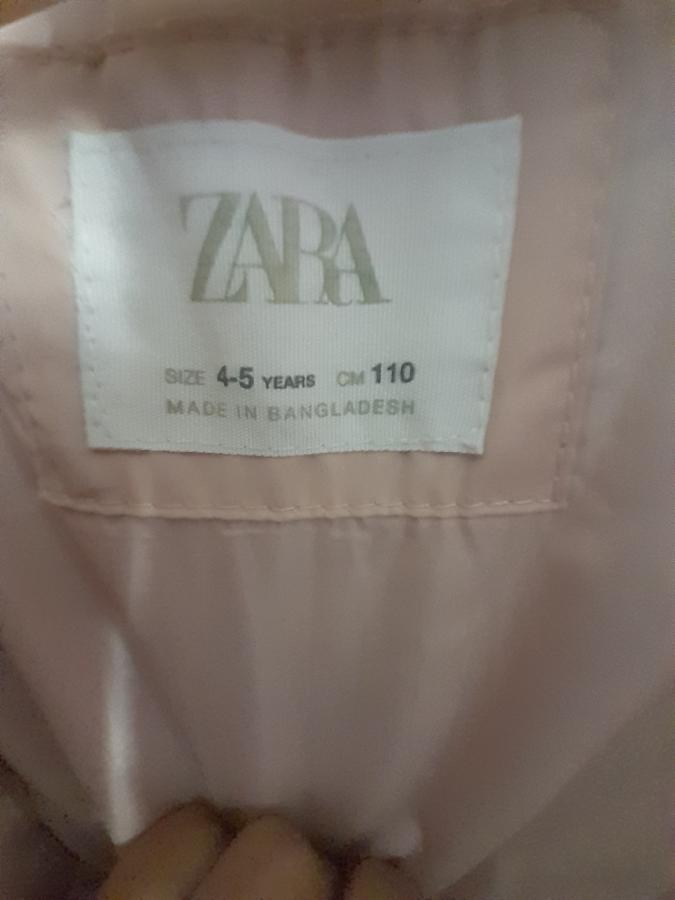 ZARA
SIZE 4-5 YEARS CM 110
MADE IN BANGLADESH